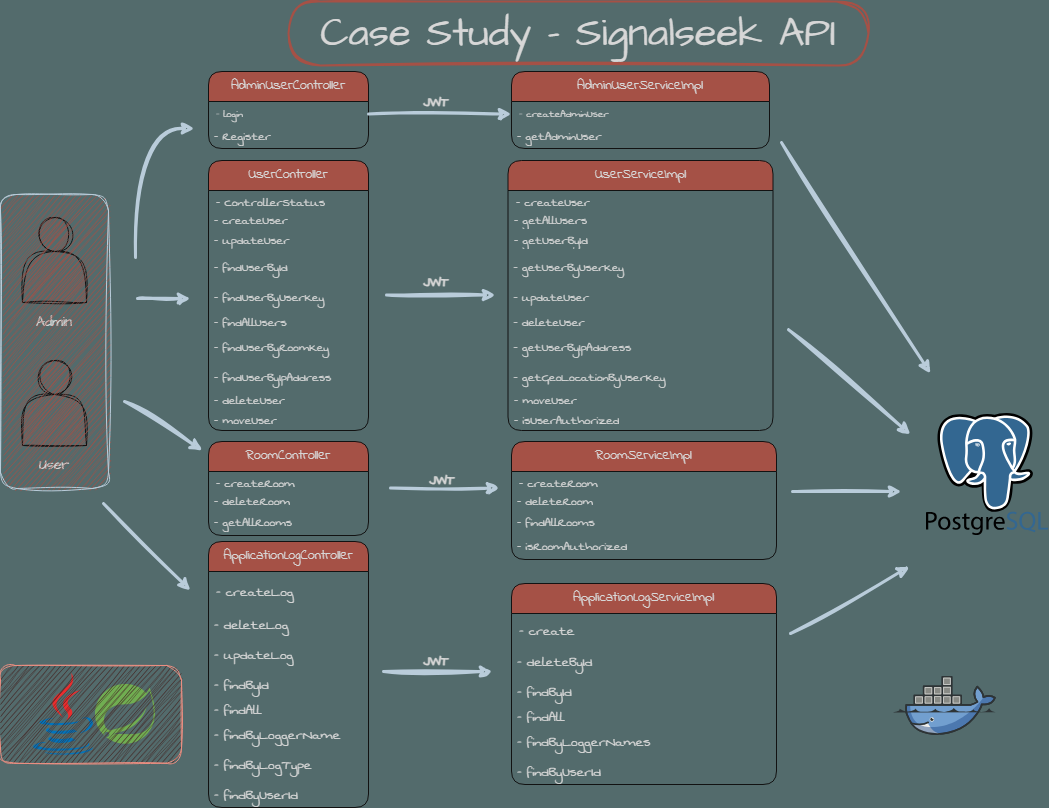 Case Study - Signalseek API
AdminUserController
- login
- Register
JWT
AdminUserServiceImpl
- createAdminUser
- getAdminUser
UserController
- controllerStatus
- createUser
- updateUser
- findUserById
- findUserByUserKey
- findAllUsers
- findUserByRoomKey
- findUserByIpAddress
- deleteUser
- moveUser
JWT
UserServiceImpl
- createUser
- getAllUsers
- getUserById
- getUserByUserKey
- updateUser
- deleteUser
- getUserByIpAddress
- getGeoLocationByUserKey
- moveUser
- isUserAuthorized
Admin
User
RoomController
- createRoom
- deleteRoom
- getAllRooms
JWT
RoomServiceImpl
- createRoom
- deleteRoom
- findAllRooms
- isRoomAuthorized
PostgreSQL
ApplicationLogController
- createLog
- deleteLog
- updateLog
- findById
- findAll
- findByLoggerName
- findByLogType
- findByUserId
JWT
ApplicationLogServiceImpl
- create
- deleteById
- findById
- findAll
- findByLoggerNames
- findByUserId